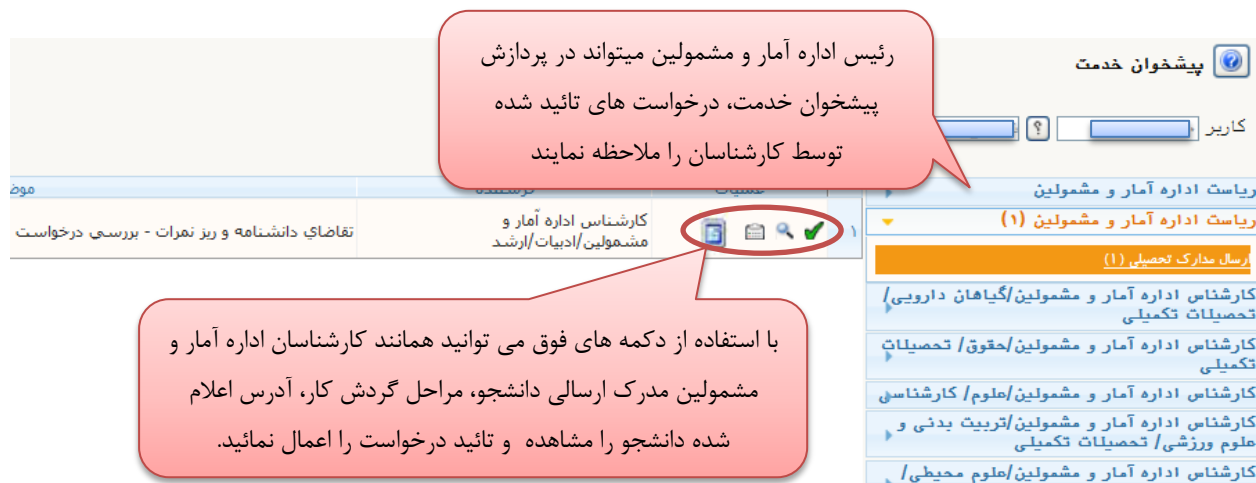 رئیس اداره آمار و مشمولین میتواند در پردازش
پیشخوان خدمت، درخواست های تائید شده
توسط کارشناسان را ملاحظه نمایند
پیشخوان خدمت
کاربر
؟
عملیات
فرستنده
موض
۱
کارشناس اداره آمار و
مشمولین/ادبیات/ارشد
تقاضاي دانشنامه و ریز نمرات - بررسي درخواست
ریاست اداره آمار و مشمولین
ریاست اداره آمار و مشمولین (۱)
ارسال مدارک تحصیلی (۱)
کارشناس اداره آمار و مشمولین/گیاهان دارویی/
تحصیلات تکمیلی
کارشناس اداره آمار و مشمولین/حقوق/ تحصیلات
تکمیلی
کارشناس اداره آمار و مشمولین/علوم/ کارشناسی
کارشناس اداره آمار و مشمولین/تربیت بدنی و
علوم ورزشی/ تحصیلات تکمیلی
کارشناس اداره آمار و مشمولین/علوم محیطی/
با استفاده از دکمه های فوق می توانید همانند کارشناسان اداره آمار و
مشمولین مدرک ارسالی دانشجو، مراحل گردش کار، آدرس اعلام
شده دانشجو را مشاهده و تائید درخواست را اعمال نمائید.